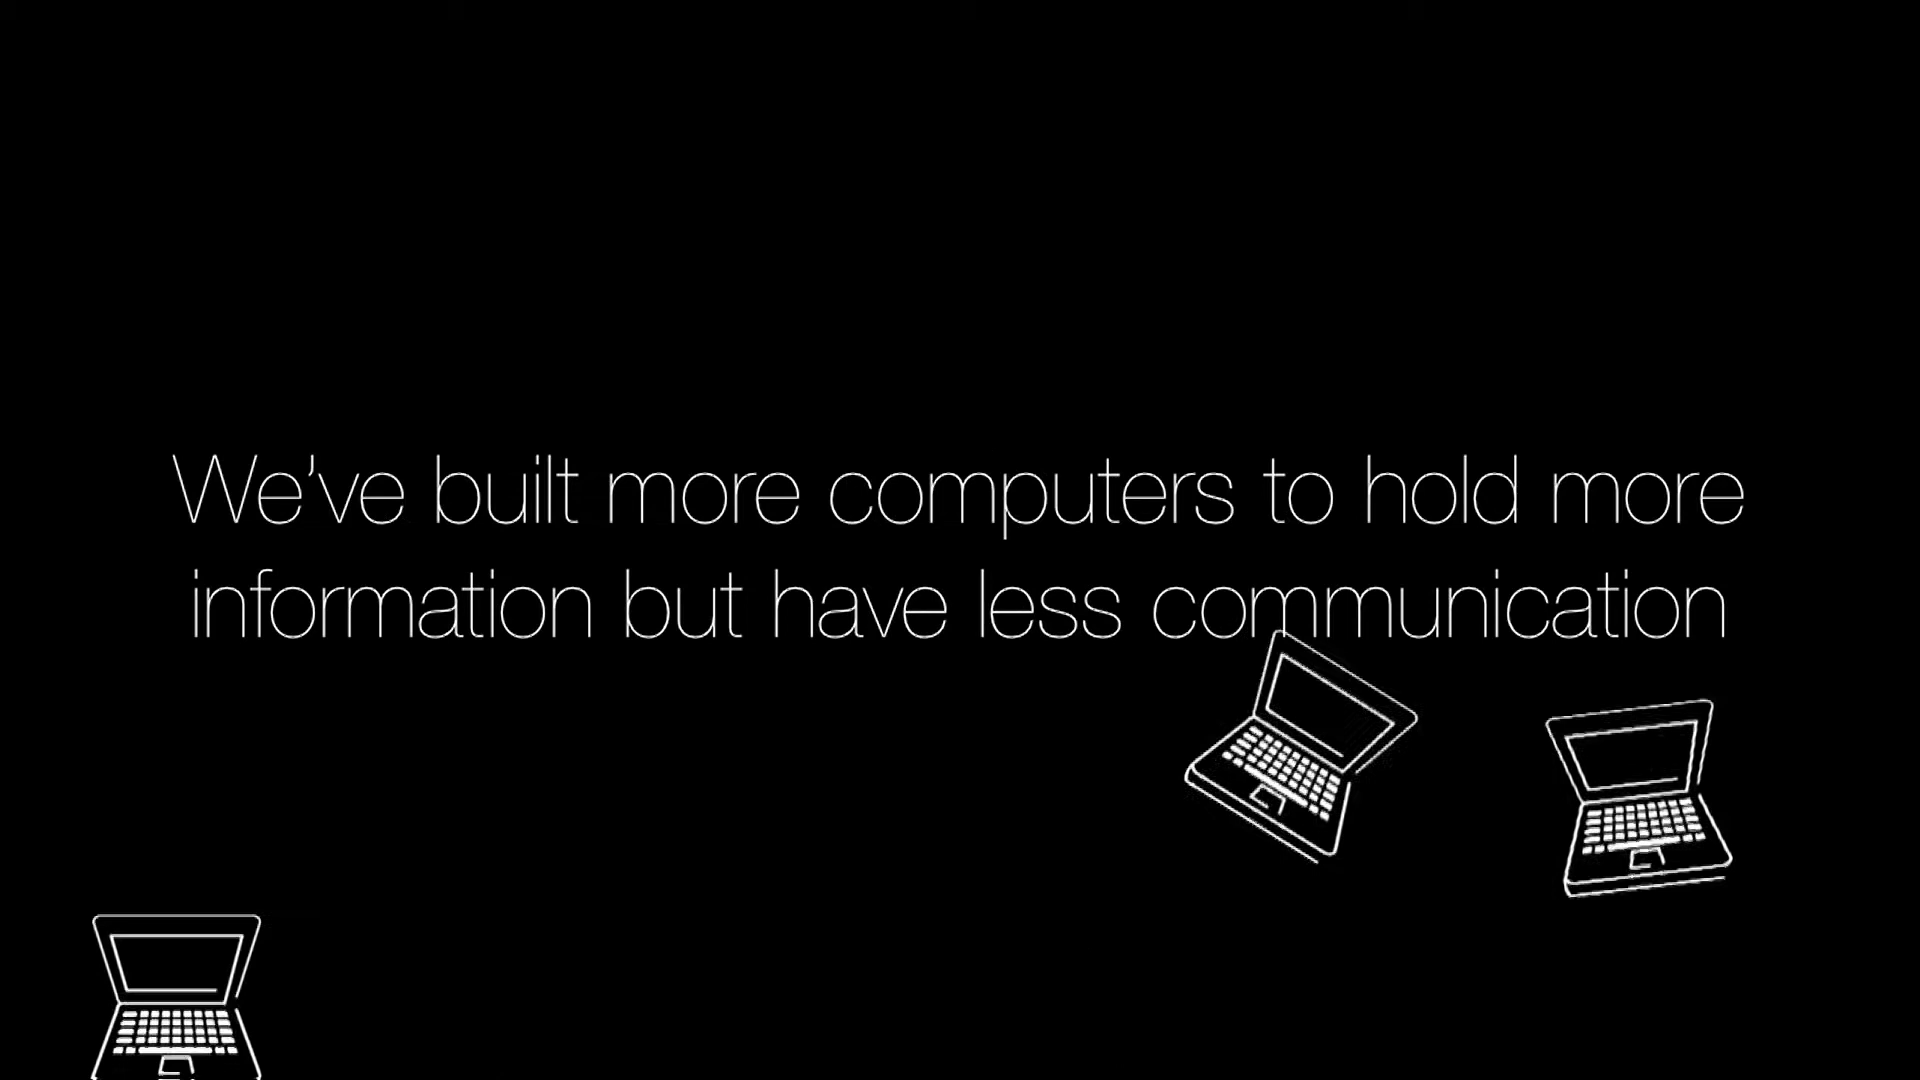 We've built more computers to hold more
information but have less communication